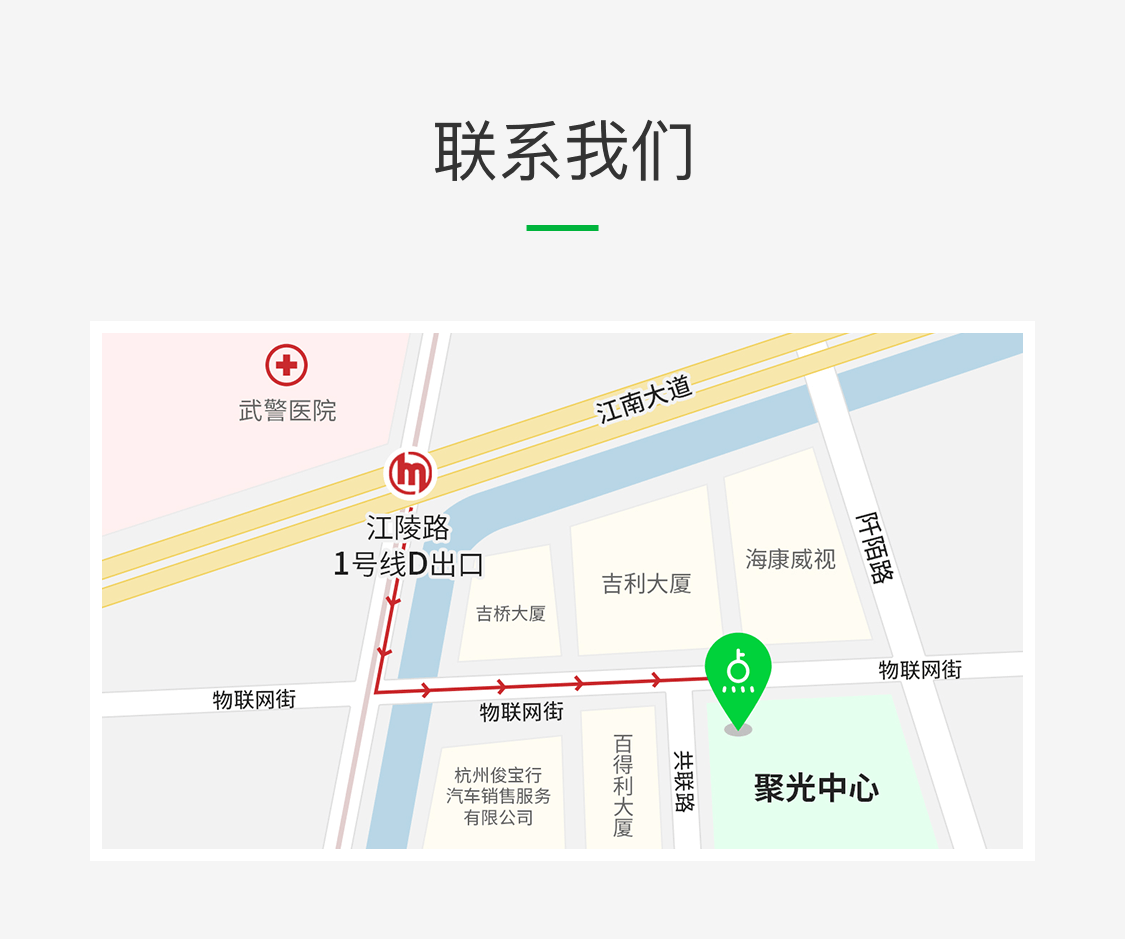 联系我们
武警医院
江南大道
江陵路
1号线D出口
阡陌路
海康威视
吉利大厦
吉桥大厦
物联网街
物联网街
物联网街
百得利大厦
共联路
杭州俊宝行
汽车销售服务
有限公司
聚光中心